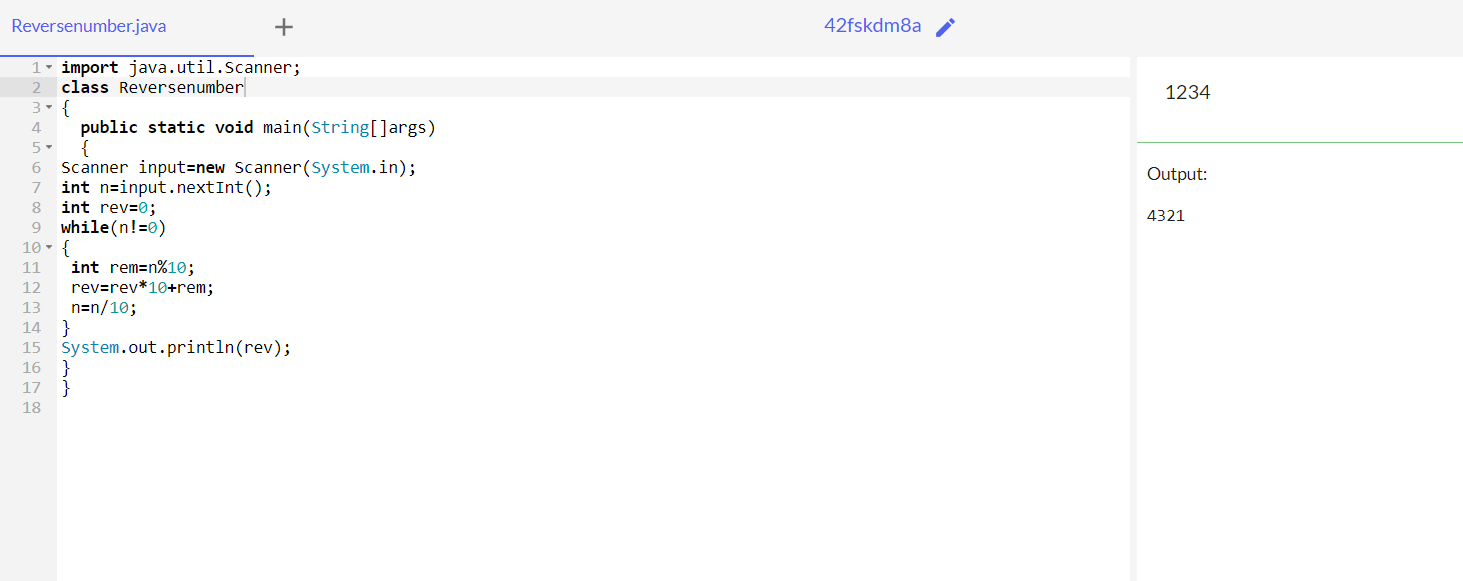 Reversenumber.java + 42fskdm8a
1 import java.util.Scanner;
2 class Reversenumber
3 {
4   public static void main(String[]args)
5   {
6 Scanner input=new Scanner(System.in);
7 int n=input.nextInt();
8 int rev=0;
9 while(n!=0)
10 {
11  int rem=n%10;
12  rev=rev*10+rem;
13  n=n/10;
14 }
15 System.out.println(rev);
16 }
17 }
18
1234
Output:
4321